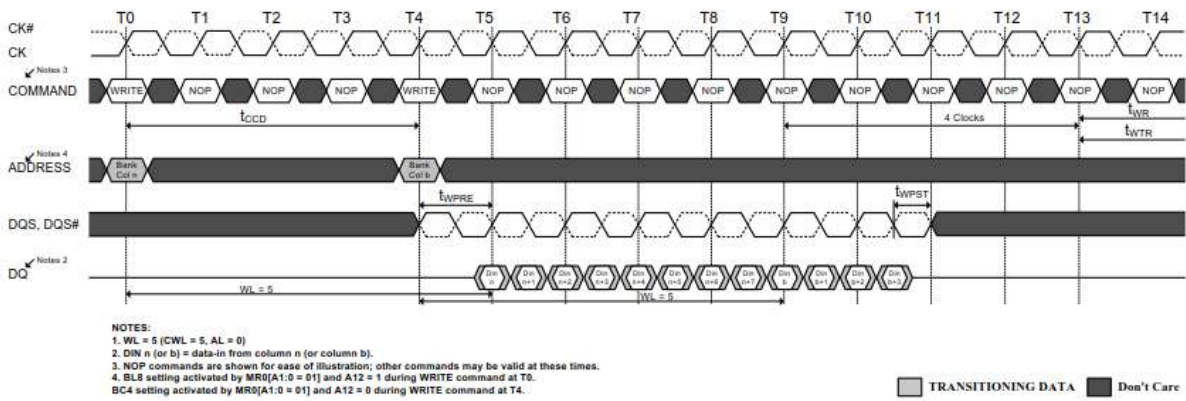 T0 T1 T2 T3 T4 T5 T6 T7 T8 T9 T10 T11 T12 T13 T14
CK#
CK
Notes 3
COMMAND WRITE NOP NOP NOP WRITE NOP NOP NOP NOP NOP NOP NOP NOP NOP NOP
tCCD 4 Clocks tWR
tWTR
Notes 4
ADDRESS Bank Col n Bank Col b
tWPRE tWPST
DQS, DQS#
Notes 2
DQ Din n Din n+1 Din n+2 Din n+3 Din n+4 Din n+5 Din n+6 Din n+7 Din b Din b+1 Din b+2 Din b+3
WL = 5 WL = 5
NOTES:
1. WL = 5 (CWL = 5, AL = 0)
2. DIN n (or b) = data-in from column n (or column b).
3. NOP commands are shown for ease of illustration; other commands may be valid at these times.
4. BL8 setting activated by MR0[A1:0 = 01] and A12 = 1 during WRITE command at T0.
BC4 setting activated by MR0[A1:0 = 01] and A12 = 0 during WRITE command at T4.
TRANSITIONING DATA Don't Care